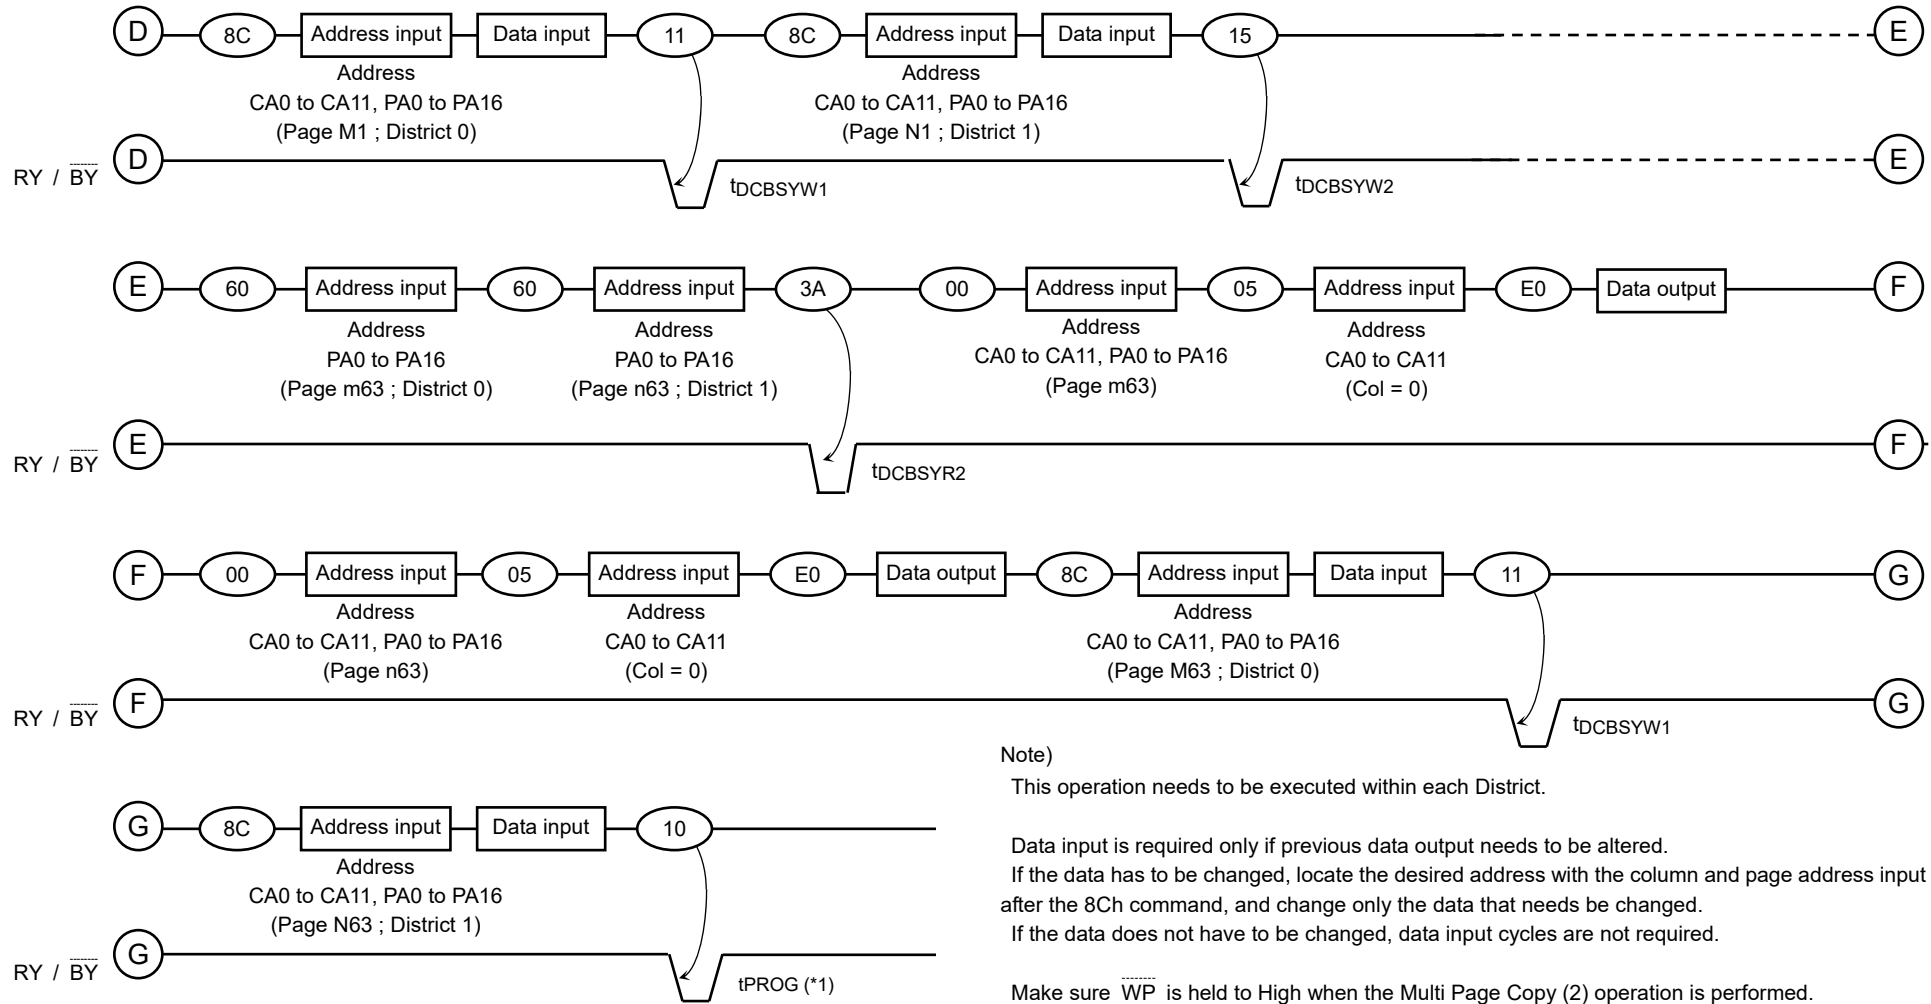 D 8C Address input Data input 11 8C Address input Data input 15 E
Address Address
CA0 to CA11, PA0 to PA16 CA0 to CA11, PA0 to PA16
(Page M1 ; District 0) (Page N1 ; District 1)
RY / BY D E
tDCBSYW1 tDCBSYW2
E 60 Address input 60 Address input 3A 00 Address input 05 Address input E0 Data output F
Address Address Address Address
PA0 to PA16 PA0 to PA16 CA0 to CA11, PA0 to PA16 CA0 to CA11
(Page m63 ; District 0) (Page n63 ; District 1) (Page m63) (Col = 0)
RY / BY E F
tDCBSYR2
F 00 Address input 05 Address input E0 Data output 8C Address input Data input 11 G
Address Address Address
CA0 to CA11, PA0 to PA16 CA0 to CA11 CA0 to CA11, PA0 to PA16
(Page n63) (Col = 0) (Page M63 ; District 0)
RY / BY F G
tDCBSYW1
G 8C Address input Data input 10
Address
CA0 to CA11, PA0 to PA16
(Page N63 ; District 1)
RY / BY G
tPROG (*1)
Note)
This operation needs to be executed within each District.
Data input is required only if previous data output needs to be altered.
If the data has to be changed, locate the desired address with the column and page address input
after the 8Ch command, and change only the data that needs be changed.
If the data does not have to be changed, data input cycles are not required.
Make sure WP is held to High when the Multi Page Copy (2) operation is performed.